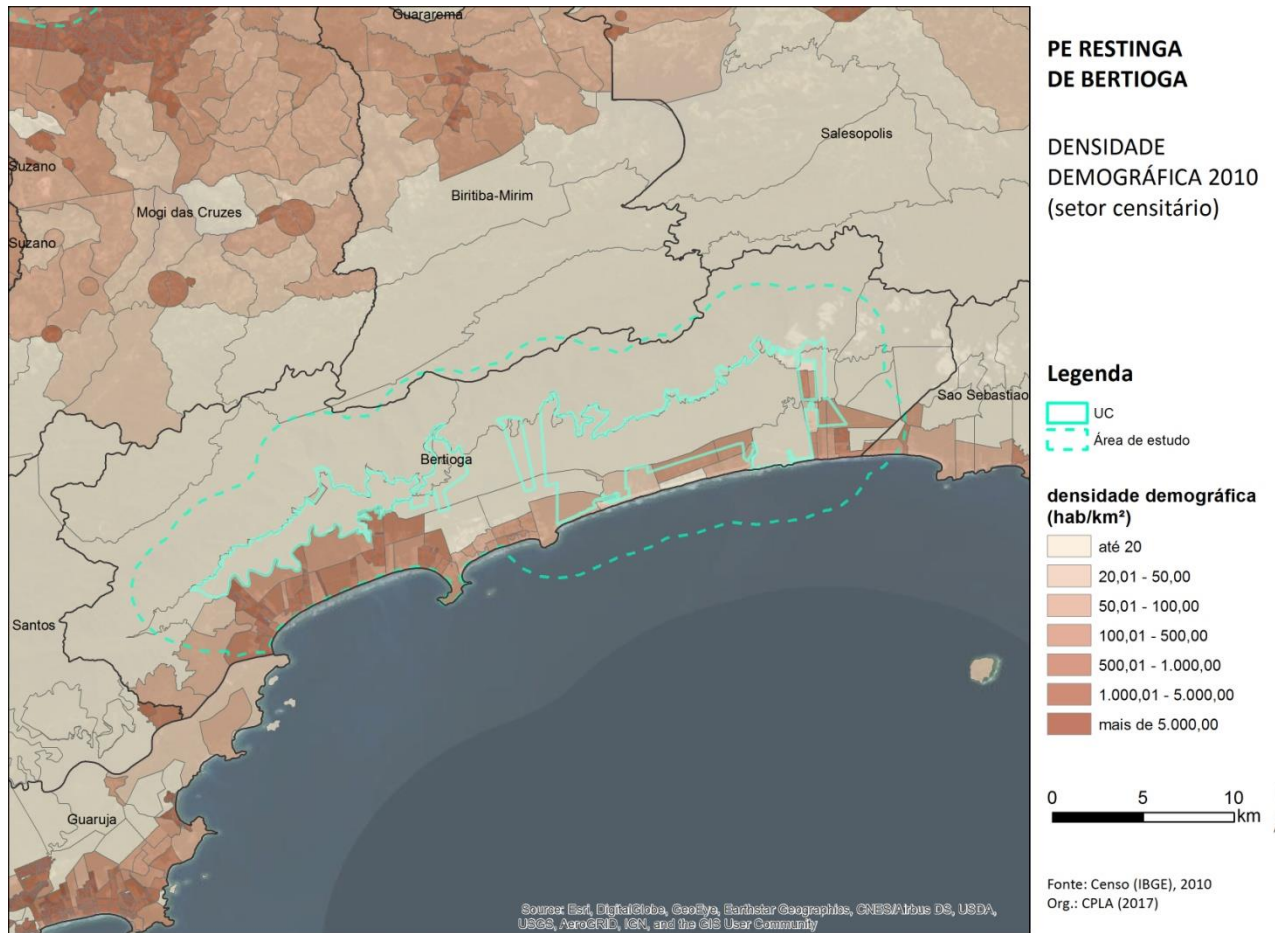 Guararema
Salesopolis
Suzano
Biritiba-Mirim
Mogi das Cruzes
Suzano
Sao Sebastiao
Bertioga
Santos
Guaruja
Source: Esri, DigitalGlobe, GeoEye, Earthstar Geographics, CNES/Airbus DS, USDA,
USGS, AeroGRID, IGN, and the GIS User Community
PE RESTINGA
DE BERTIOGA
DENSIDADE
DEMOGRÁFICA 2010
(setor censitário)
Legenda
UC
Área de estudo
densidade demográfica
(hab/km²)
até 20
20,01 - 50,00
50,01 - 100,00
100,01 - 500,00
500,01 - 1.000,00
1.000,01 - 5.000,00
mais de 5.000,00
0 5 10
km
Fonte: Censo (IBGE), 2010
Org.: CPLA (2017)